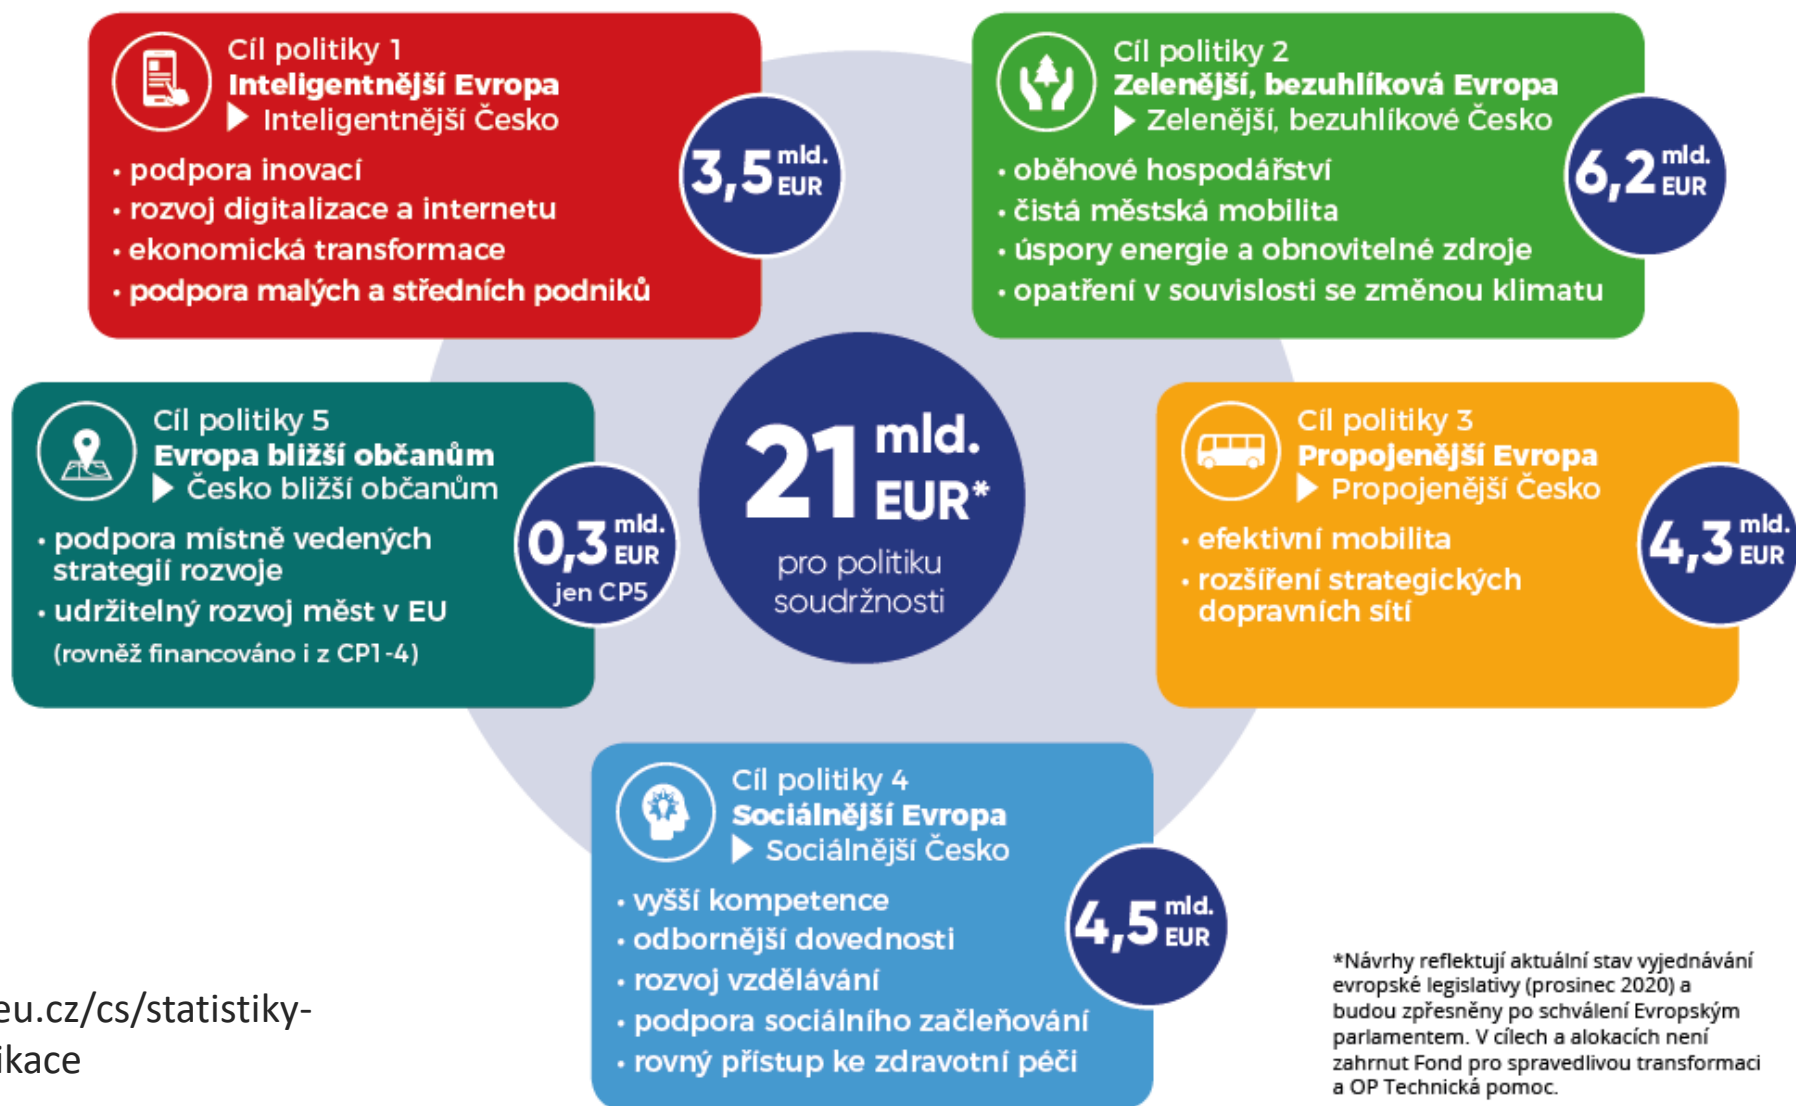 Cíl politiky 1
Inteligentnější Evropa
▶ Inteligentnější Česko
• podpora inovací
• rozvoj digitalizace a internetu
• ekonomická transformace
• podpora malých a středních podniků
3,5 mld.
EUR
Cíl politiky 2
Zelenější, bezuhlíková Evropa
▶ Zelenější, bezuhlíkové Česko
• oběhové hospodářství
• čistá městská mobilita
• úspory energie a obnovitelné zdroje
• opatření v souvislosti se změnou klimatu
6,2 mld.
EUR
Cíl politiky 5
Evropa bližší občanům
▶ Česko bližší občanům
• podpora místně vedených
strategií rozvoje
• udržitelný rozvoj měst v EU
(rovněž financováno i z CP1-4)
0,3 mld.
EUR
jen CP5
21 mld.
EUR*
pro politiku
soudržnosti
Cíl politiky 3
Propojenější Evropa
▶ Propojenější Česko
• efektivní mobilita
• rozšíření strategických
dopravních sítí
4,3 mld.
EUR
Cíl politiky 4
Sociálnější Evropa
▶ Sociálnější Česko
• vyšší kompetence
• odbornější dovednosti
• rozvoj vzdělávání
• podpora sociálního začleňování
• rovný přístup ke zdravotní péči
4,5 mld.
EUR
eu.cz/cs/statistiky-
ikace
*Návrhy reflektují aktuální stav vyjednávání
evropské legislativy (prosinec 2020) a
budou zpřesněny po schválení Evropským
parlamentem. V cílech a alokacích není
zahrnut Fond pro spravedlivou transformaci
a OP Technická pomoc.